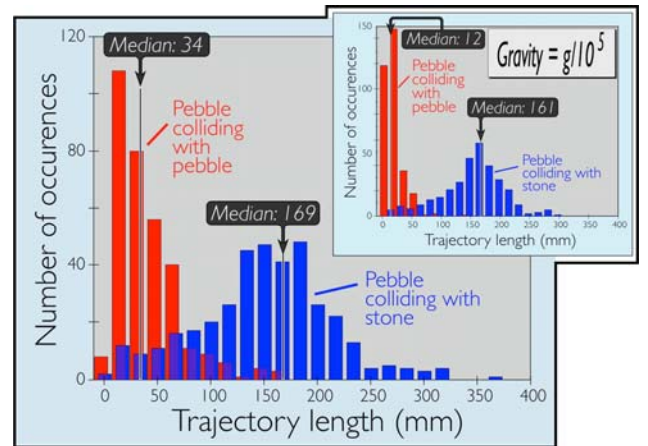 120
80
40
0
Number of occurences
Median: 34
Pebble
colliding
with
pebble
Median: 169
Pebble
colliding with
stone
0
50
100
150
200
250
300
350
400
Trajectory length (mm)
150
100
50
0
Number of occurences
Median: 12
Gravity = g/10⁵
Pebble
colliding
with
pebble
Median: 161
Pebble
colliding with
stone
0
50
100
150
200
250
300
350
400
Trajectory length (mm)